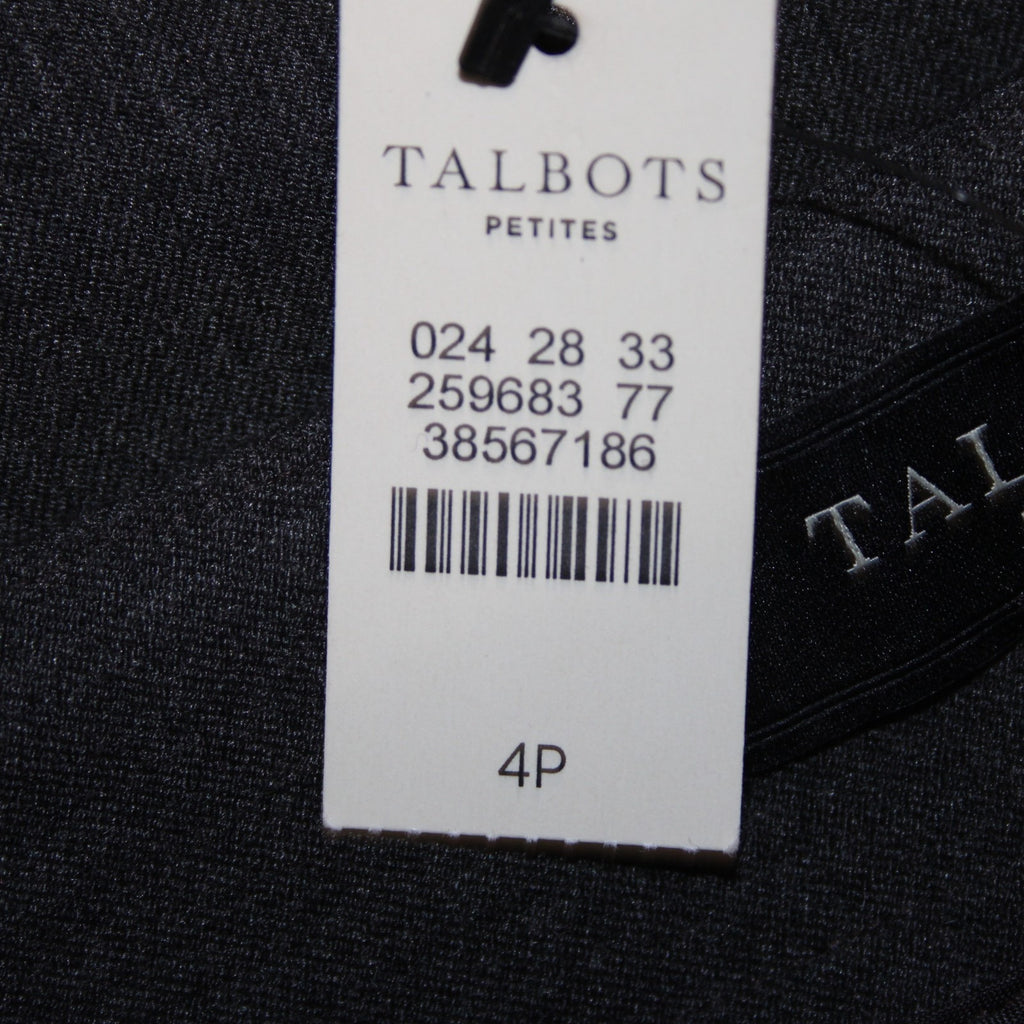 TALBOTS
PETITES
024 28 33
259683 77
38567186
4P
TAL